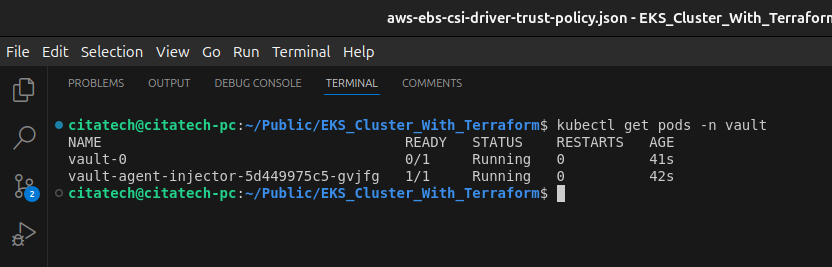 aws-ebs-csi-driver-trust-policy.json - EKS_Cluster_With_Terraform
File Edit Selection View Go Run Terminal Help
PROBLEMS OUTPUT DEBUG CONSOLE TERMINAL COMMENTS
citatech@citatech-pc:~/Public/EKS_Cluster_With_Terraform$ kubectl get pods -n vault
NAME READY STATUS RESTARTS AGE
vault-0 0/1 Running 0 41s
vault-agent-injector-5d449975c5-gvjfg 1/1 Running 0 42s
citatech@citatech-pc:~/Public/EKS_Cluster_With_Terraform$
2